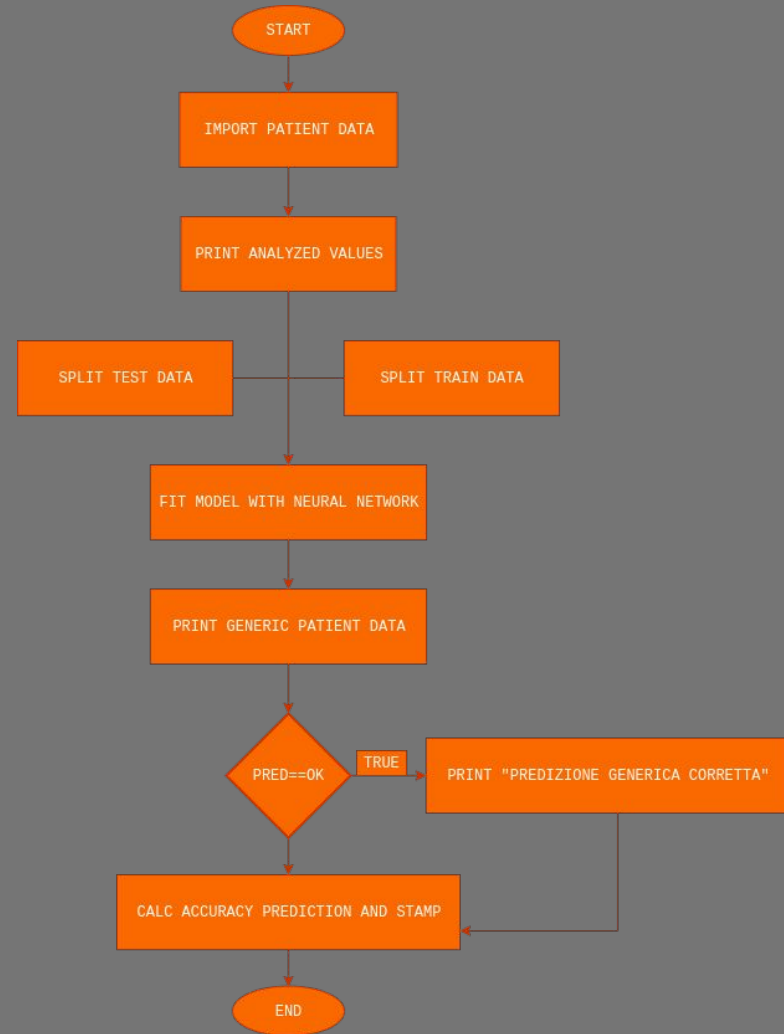 START
IMPORT PATIENT DATA
PRINT ANALYZED VALUES
SPLIT TEST DATA
SPLIT TRAIN DATA
FIT MODEL WITH NEURAL NETWORK
PRINT GENERIC PATIENT DATA
PRED==OK
TRUE
PRINT "PREDIZIONE GENERICA CORRETTA"
CALC ACCURACY PREDICTION AND STAMP
END